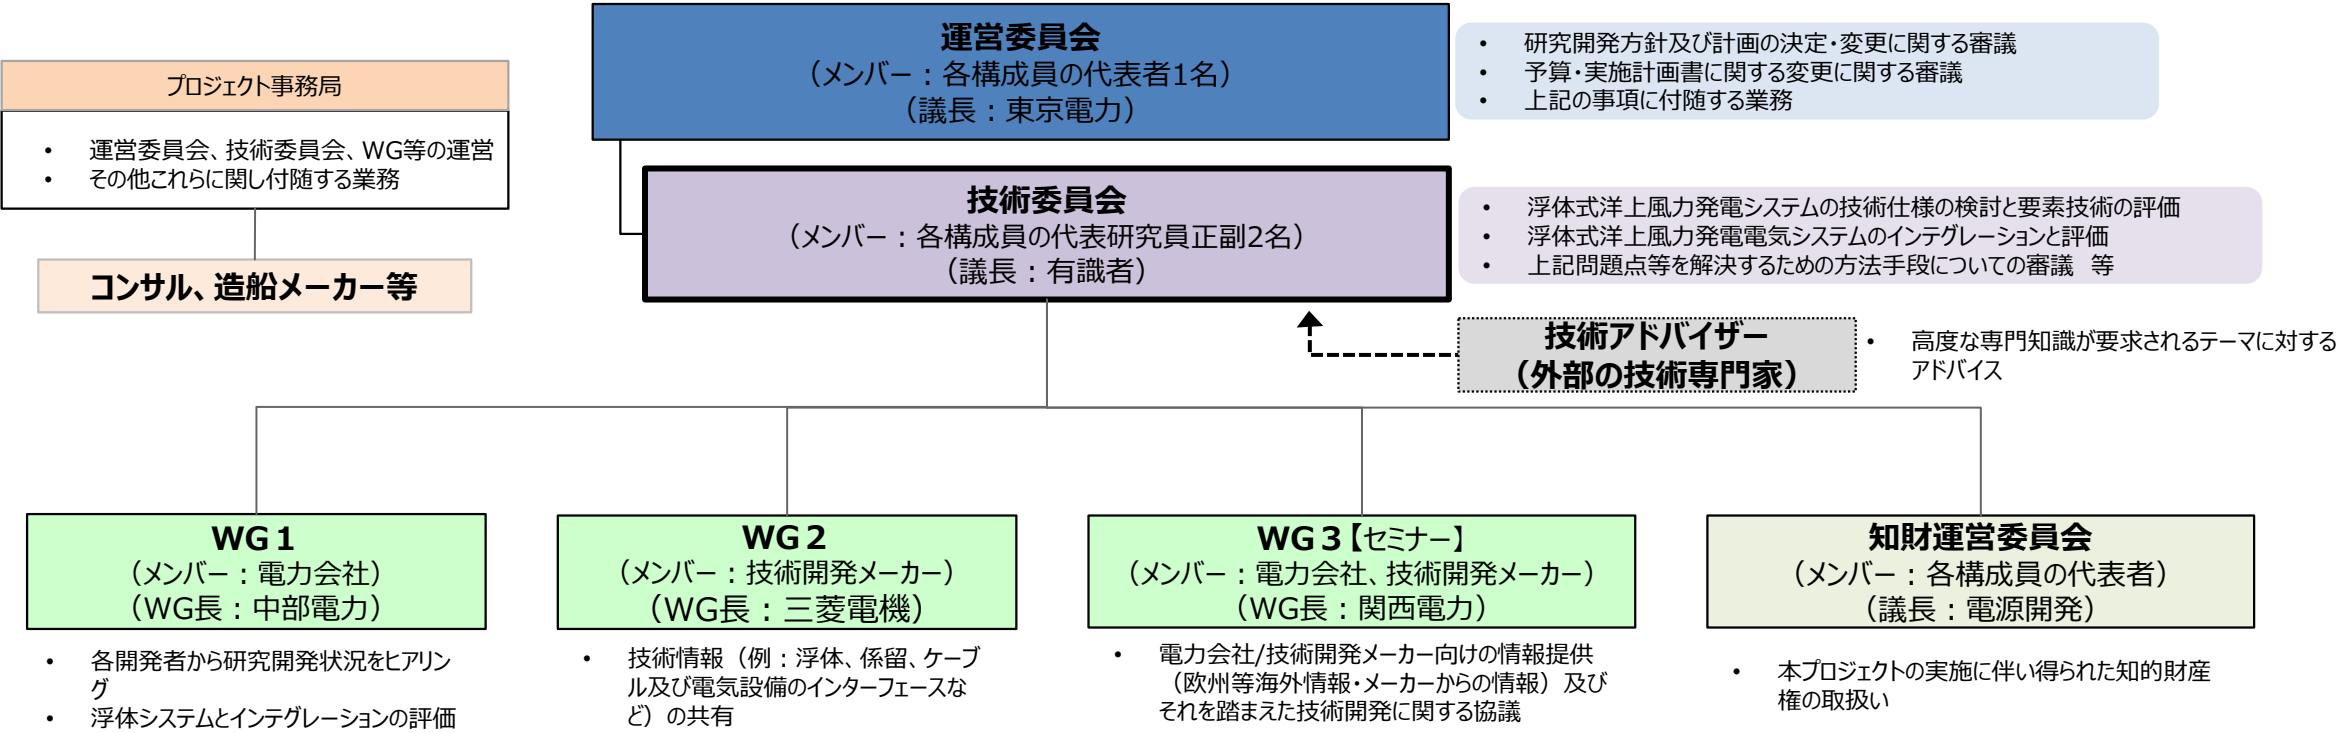 運営委員会
（メンバー：各構成員の代表者1名）
（議長：東京電力）
• 研究開発方針及び計画の決定・変更に関する審議
• 予算・実施計画書に関する変更に関する審議
• 上記の事項に付随する業務
プロジェクト事務局
• 運営委員会、技術委員会、WG等の運営
• その他これらに関し付随する業務
コンサル、造船メーカー等
技術委員会
（メンバー：各構成員の代表研究員正副2名）
（議長：有識者）
• 浮体式洋上風力発電システムの技術仕様の検討と要素技術の評価
• 浮体式洋上風力発電電気システムのインテグレーションと評価
• 上記問題点等を解決するための方法手段についての審議　等
技術アドバイザー
（外部の技術専門家）
• 高度な専門知識が要求されるテーマに対する
アドバイス
WG１
（メンバー：電力会社）
（WG長：中部電力）
• 各開発者から研究開発状況をヒアリン
グ
• 浮体システムとインテグレーションの評価
WG２
（メンバー：技術開発メーカー）
（WG長：三菱電機）
• 技術情報（例：浮体、係留、ケーブ
ル及び電気設備のインターフェースな
ど）の共有
WG３【セミナー】
（メンバー：電力会社、技術開発メーカー）
（WG長：関西電力）
• 電力会社/技術開発メーカー向けの情報提供
（欧州等海外情報・メーカーからの情報）及び
それを踏まえた技術開発に関する協議
知財運営委員会
（メンバー：各構成員の代表者）
（議長：電源開発）
• 本プロジェクトの実施に伴い得られた知的財産
権の取扱い